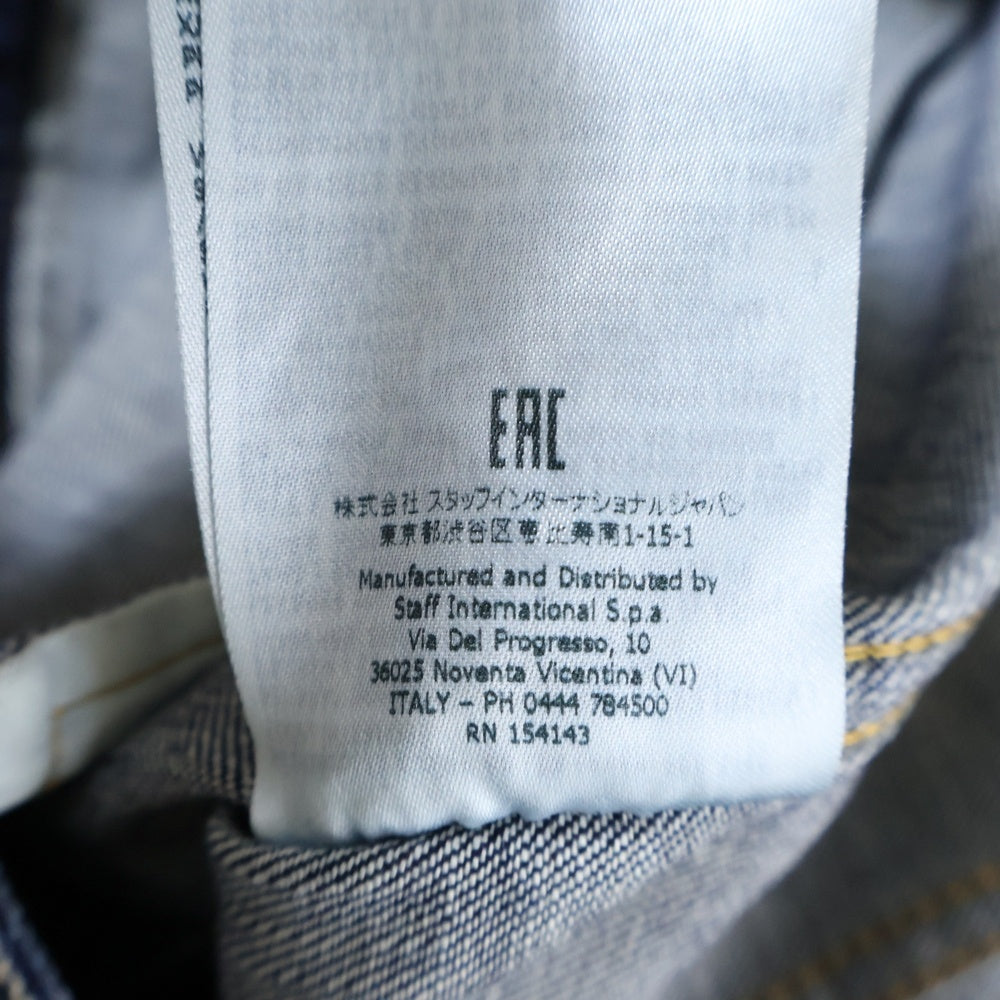 EAC
株式会社 スタッフインターナショナルジャパン
東京都渋谷区恵比寿南1-15-1
Manufactured and Distributed by
Staff International S.p.a.
Via Del Progresso, 10
36025 Noventa Vicentina (VI)
ITALY - PH 0444 784500
RN 154143